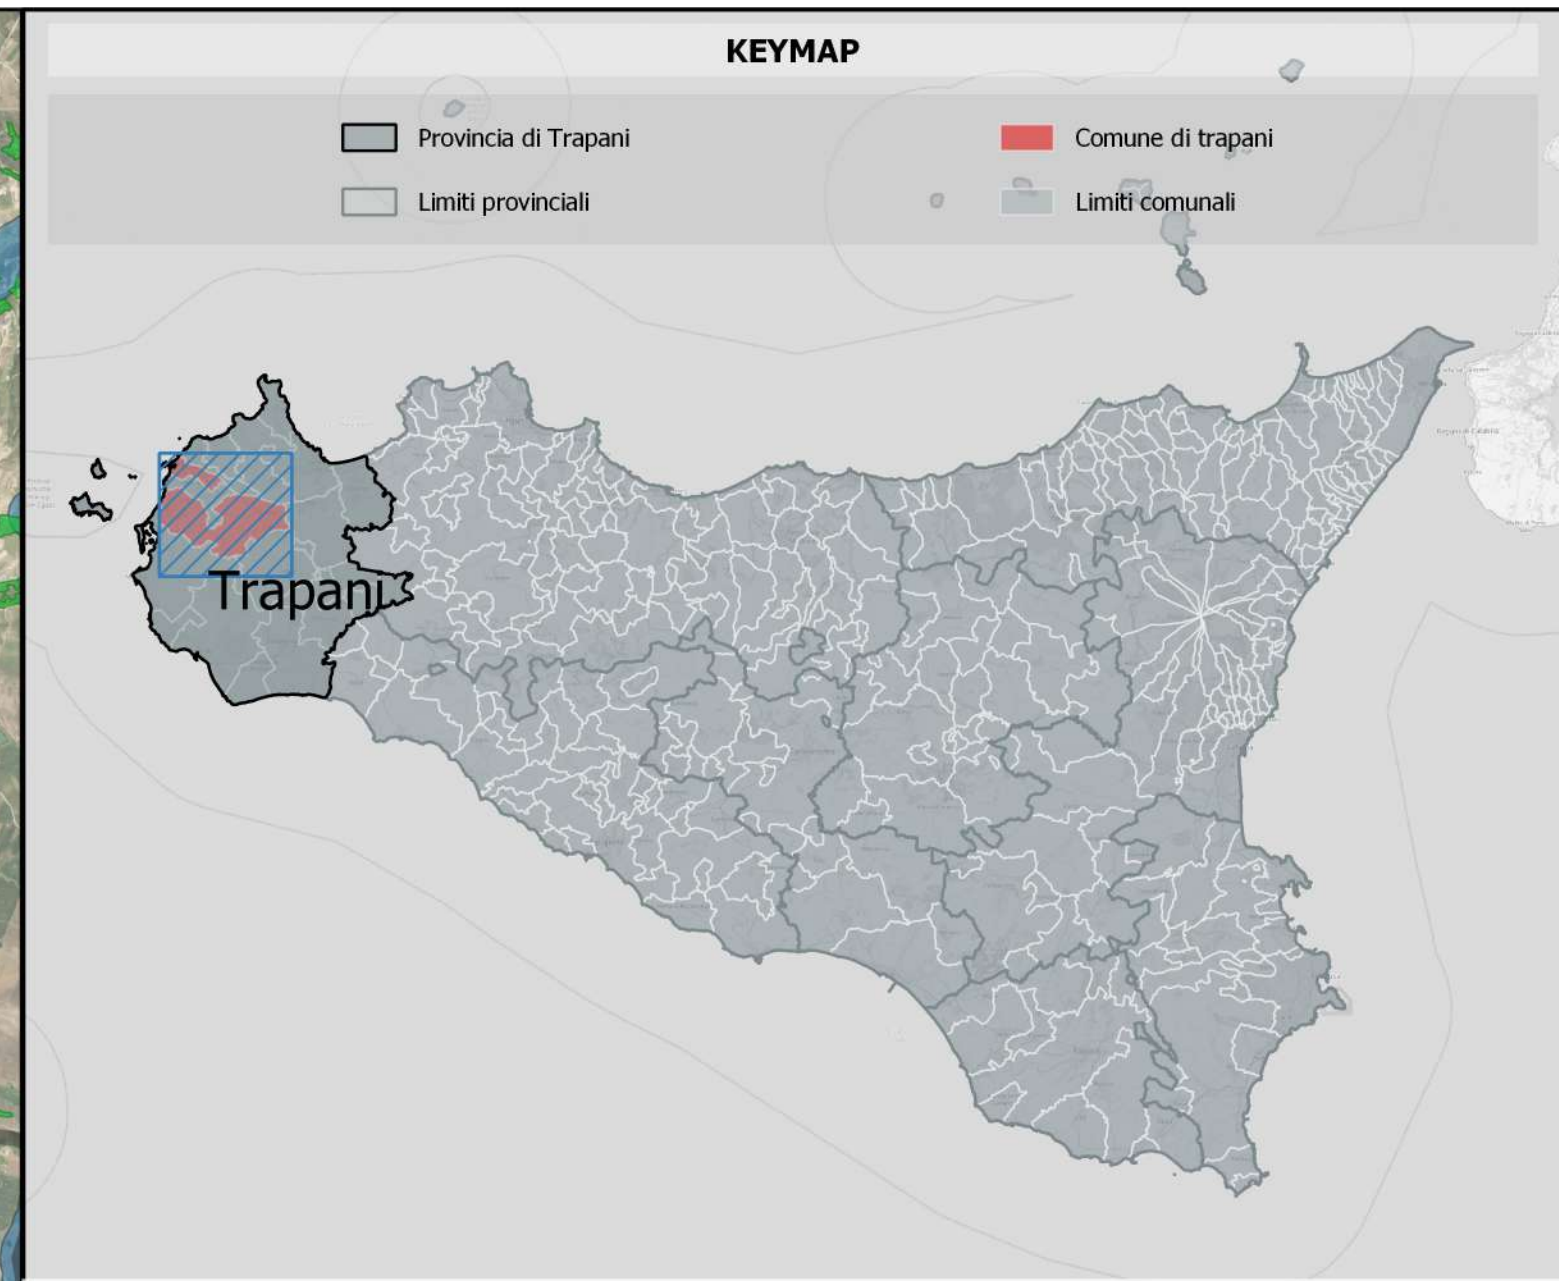 KEYMAP
Provincia di Trapani
Comune di trapani
Limiti provinciali
Limiti comunali
Trapani